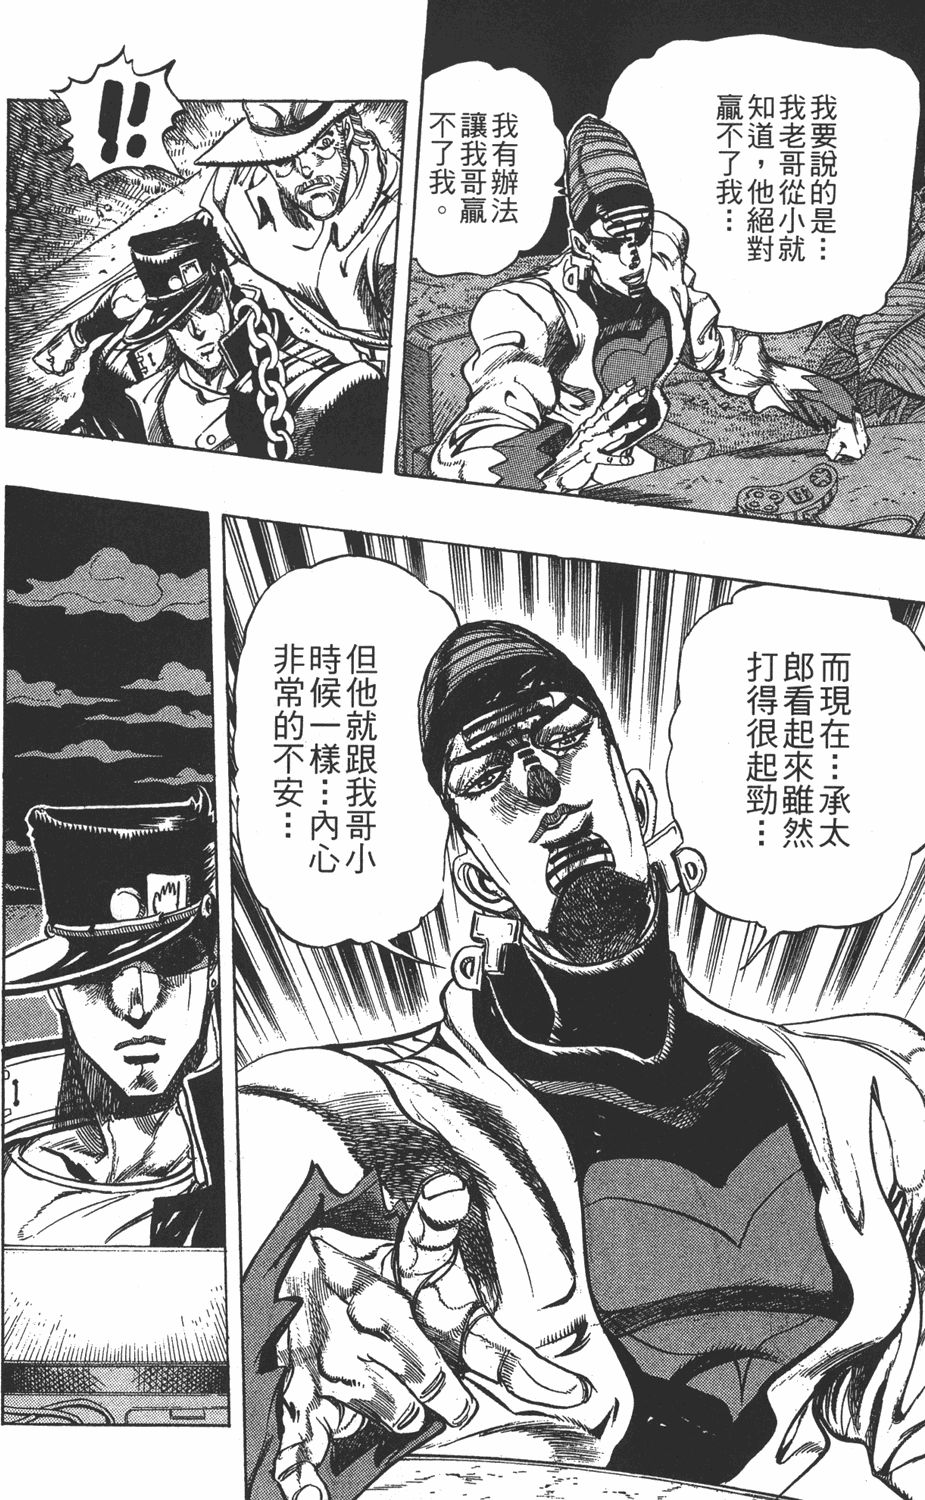 我要說的是…
我老哥從小就
知道，他絕對
贏不了我…
我有辦法
讓我哥贏
不了我。
!!
而現在…承太
郎看起來雖然
打得很起勁…
但他就跟我哥小
時候一樣…內心
非常的不安…